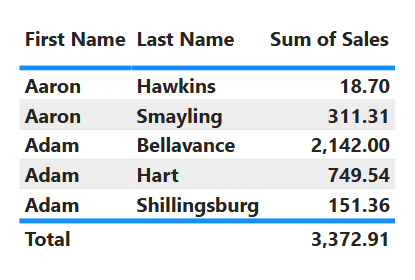 First Name Last Name Sum of Sales
Aaron Hawkins 18.70
Aaron Smayling 311.31
Adam Bellavance 2,142.00
Adam Hart 749.54
Adam Shillingsburg 151.36
Total 3,372.91